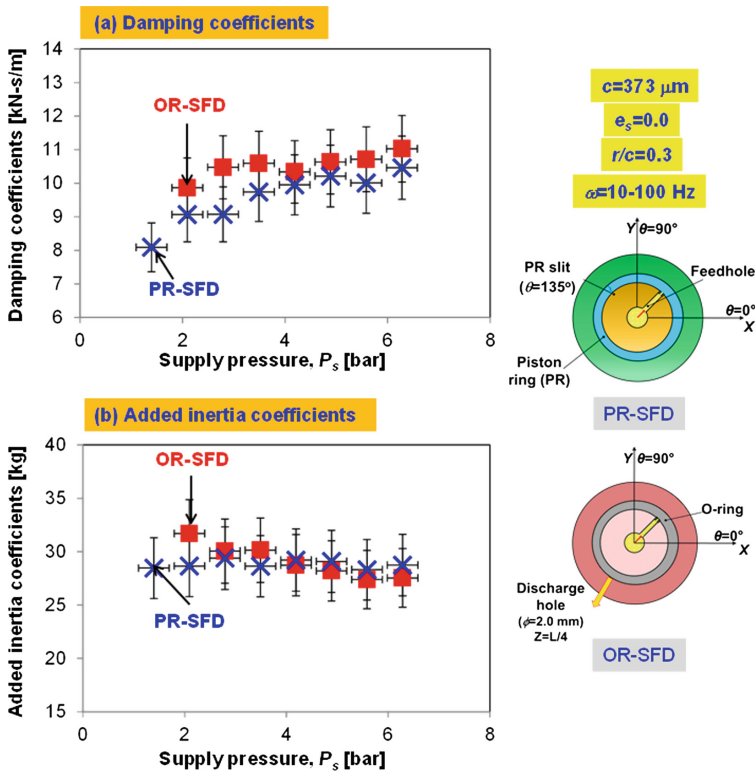 (a) Damping coefficients
Damping coefficients [kN-s/m]
14
13
12
11
10
9
8
7
6
OR-SFD
PR-SFD
0
2
4
6
8
Supply pressure, Ps [bar]
(b) Added inertia coefficients
Added inertia coefficients [kg]
40
35
30
25
20
15
OR-SFD
PR-SFD
0
2
4
6
8
Supply pressure, Ps [bar]
c=373 μm
es=0.0
r/c=0.3
ω=10-100 Hz
Y θ=90°
PR slit
(θ=135°)
Feedhole
θ=0°
X
Piston
ring (PR)
PR-SFD
Y θ=90°
O-ring
θ=0°
X
Discharge
hole
(ϕ=2.0 mm)
Z=L/4
OR-SFD